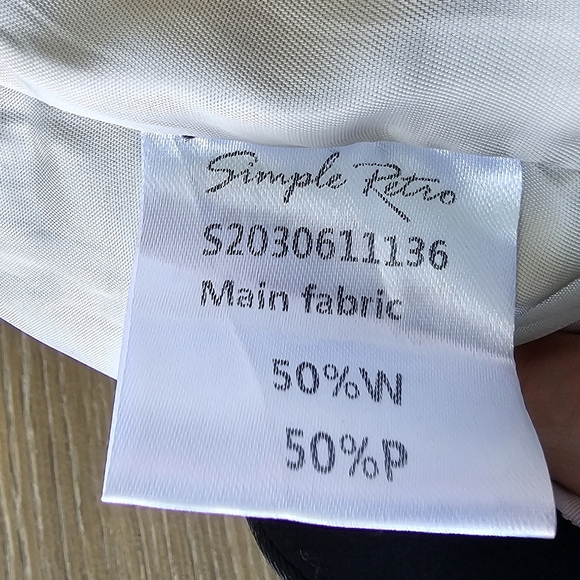 Simple Retro
S2030611136
Main fabric
50%W
50%P